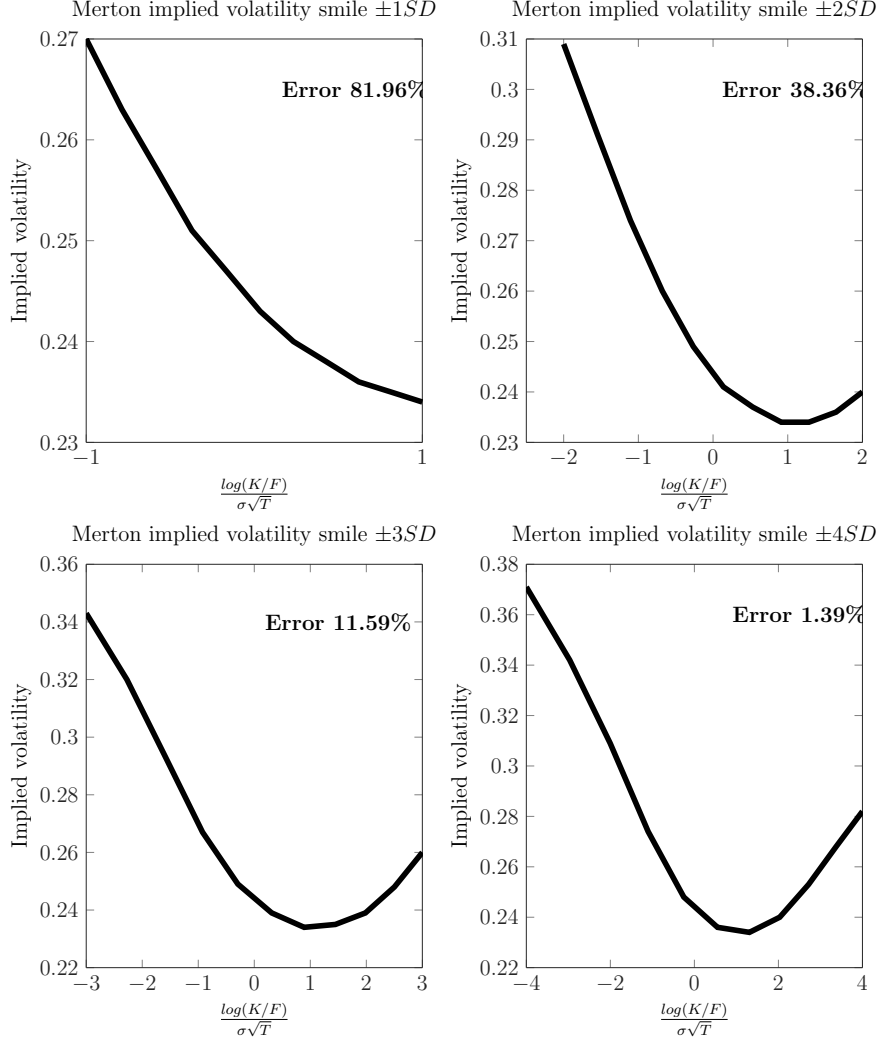 Merton implied volatility smile ±1SD
0.27
0.26
0.25
0.24
0.23
Implied volatility
Error 81.96%
−1
1
log(K/F)
σ√T
Merton implied volatility smile ±2SD
0.31
0.3
0.29
0.28
0.27
0.26
0.25
0.24
0.23
Implied volatility
Error 38.36%
−2
−1
0
1
2
log(K/F)
σ√T
Merton implied volatility smile ±3SD
0.36
0.34
0.32
0.3
0.28
0.26
0.24
0.22
Implied volatility
Error 11.59%
−3
−2
−1
0
1
2
3
log(K/F)
σ√T
Merton implied volatility smile ±4SD
0.38
0.36
0.34
0.32
0.3
0.28
0.26
0.24
0.22
Implied volatility
Error 1.39%
−4
−2
0
2
4
log(K/F)
σ√T